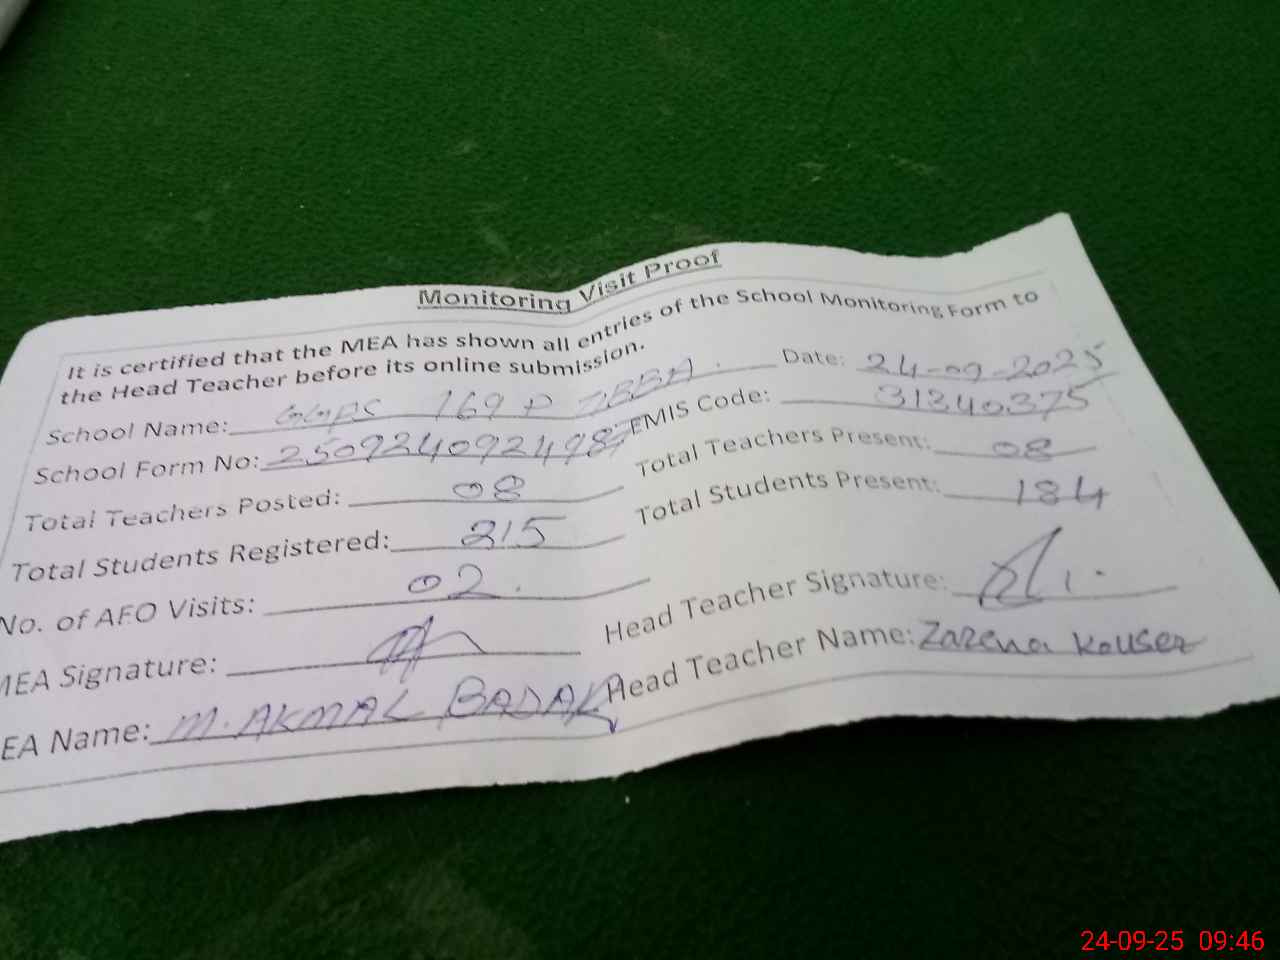 Monitoring Visit Proof
It is certified that the MEA has shown all entries of the School Monitoring Form to
the Head Teacher before its online submission.
School Name: GGPS 169 P Date: 24-09-2025
School Form No: EMIS Code: 31340375
Total Teachers Posted: 08 Total Teachers Present: 08
Total Students Registered: 215 Total Students Present: 184
No. of AEO Visits: 02.
MEA Signature: Head Teacher Signature:
EA Name: M. AKMAL Head Teacher Name: Zarena Kouser
24-09-25 09:46